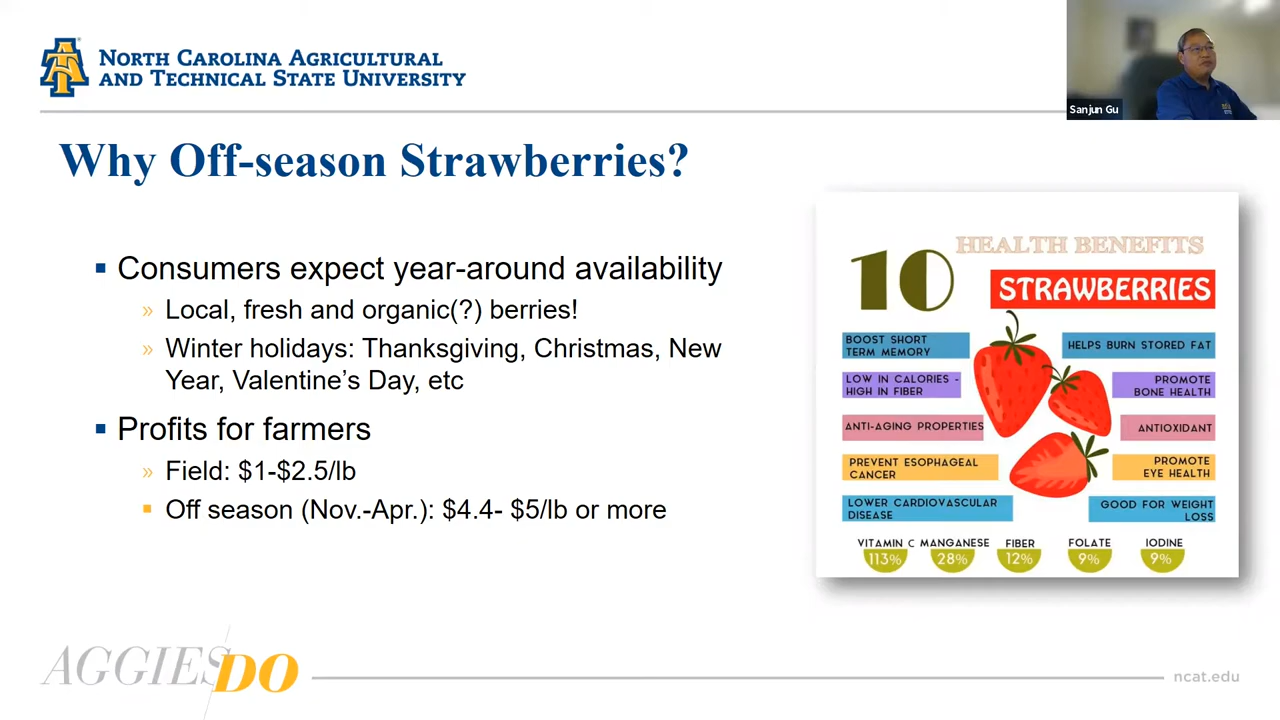 NORTH CAROLINA AGRICULTURAL
AND TECHNICAL STATE UNIVERSITY
Sanjun Gu
Why Off-season Strawberries?
Consumers expect year-around availability
Local, fresh and organic(?) berries!
Winter holidays: Thanksgiving, Christmas, New
Year, Valentine's Day, etc
Profits for farmers
Field: $1-$2.5/lb
Off season (Nov.-Apr.): $4.4- $5/lb or more
10
HEALTH BENEFITS
STRAWBERRIES
BOOST SHORT
TERM MEMORY
HELPS BURN STORED FAT
LOW IN CALORIES -
HIGH IN FIBER
PROMOTE
BONE HEALTH
ANTI-AGING PROPERTIES
ANTIOXIDANT
PREVENT ESOPHAGEAL
CANCER
PROMOTE
EYE HEALTH
LOWER CARDIOVASCULAR
DISEASE
GOOD FOR WEIGHT
LOSS
VITAMIN C MANGANESE FIBER FOLATE IODINE
113% 28% 12% 9% 9%
AGGIES DO
ncat.edu